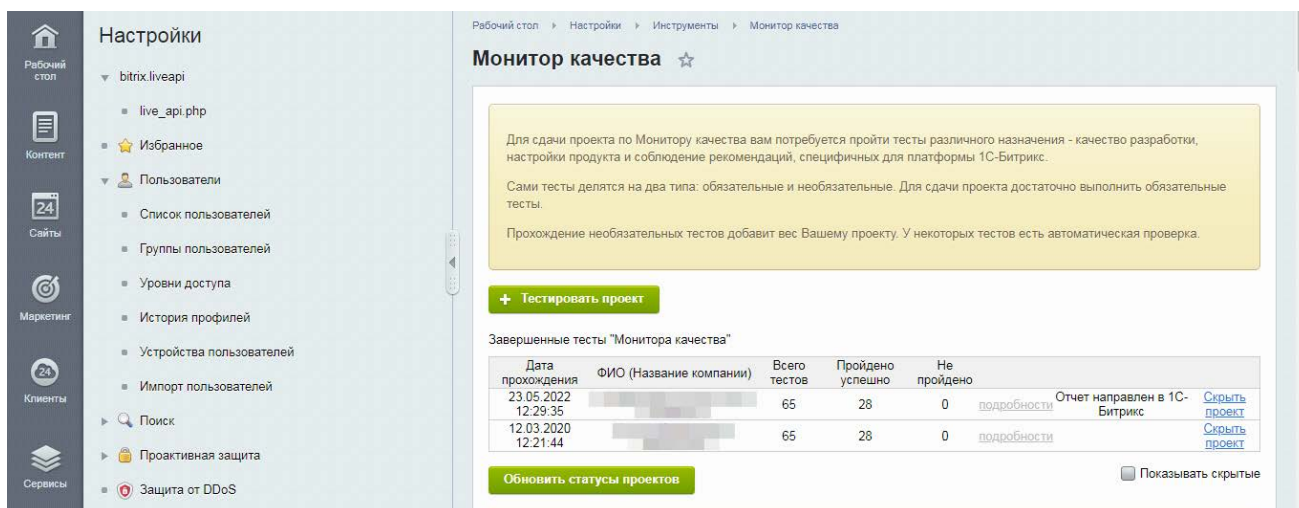 Рабочий
стол
Контент
24
Сайты
Маркетинг
24
Клиенты
Сервисы
Настройки
bitrix.liveapi
live_api.php
Избранное
Пользователи
Список пользователей
Группы пользователей
Уровни доступа
История профилей
Устройства пользователей
Импорт пользователей
Поиск
Проактивная защита
Защита от DDoS
Рабочий стол Настройки Инструменты Монитор качества
Монитор качества
Для сдачи проекта по Монитору качества вам потребуется пройти тесты различного назначения - качество разработки,
настройки продукта и соблюдение рекомендаций, специфичных для платформы 1С-Битрикс.
Сами тесты делятся на два типа: обязательные и необязательные. Для сдачи проекта достаточно выполнить обязательные
тесты.
Прохождение необязательных тестов добавит вес Вашему проекту. У некоторых тестов есть автоматическая проверка.
+ Тестировать проект
Завершенные тесты "Монитора качества"
Дата прохождения ФИО (Название компании) Всего тестов Пройдено успешно Не пройдено
23.05.2022 12:29:35 65 28 0 подробности Отчет направлен в 1С-Битрикс Скрыть проект
12.03.2020 12:21:44 65 28 0 подробности Скрыть проект
Обновить статусы проектов
Показывать скрытые